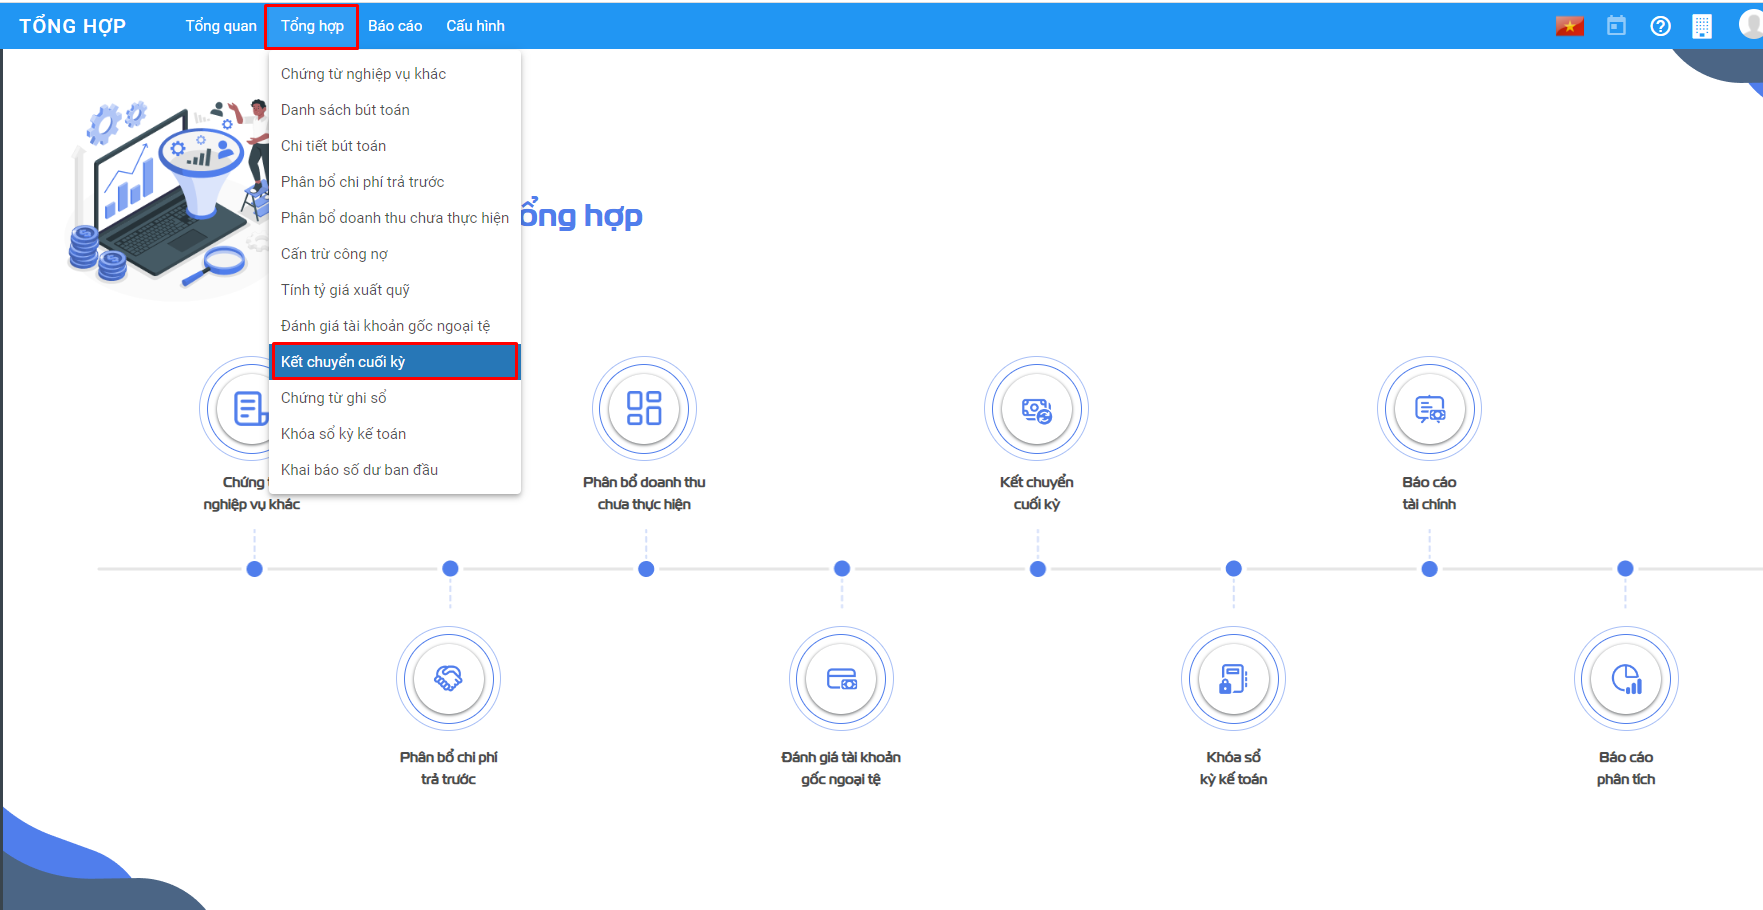 TỔNG HỢP
Tổng quan
Tổng hợp
Báo cáo
Cấu hình
Chứng từ nghiệp vụ khác
Danh sách bút toán
Chi tiết bút toán
Phân bổ chi phí trả trước
Phân bổ doanh thu chưa thực hiện
Cấn trừ công nợ
Tính tỷ giá xuất quỹ
Đánh giá tài khoản gốc ngoại tệ
Kết chuyển cuối kỳ
Chứng từ ghi sổ
Khóa sổ kỳ kế toán
Khai báo số dư ban đầu
ổng hợp
Chứng
nghiệp vụ khác
Phân bổ doanh thu
chưa thực hiện
Kết chuyển
cuối kỳ
Báo cáo
tài chính
Phân bổ chi phí
trả trước
Đánh giá tài khoản
gốc ngoại tệ
Khóa sổ
kỳ kế toán
Báo cáo
phân tích